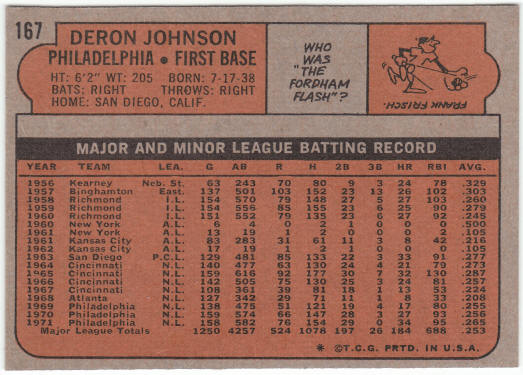 167
DERON JOHNSON
PHILADELPHIA • FIRST BASE
HT: 6'2" WT: 205 BORN: 7-17-38
BATS: RIGHT THROWS: RIGHT
HOME: SAN DIEGO, CALIF.
WHO
WAS
"THE
FORDHAM
FLASH"?
FRANK FRISCH
MAJOR AND MINOR LEAGUE BATTING RECORD
YEAR TEAM LEA. G AB R H 2B 3B HR RBI AVG.
1956 Kearney Neb. St. 63 243 70 80 9 3 24 78 .329
1957 Binghamton East. 137 501 103 152 23 13 26 102 .303
1958 Richmond I.L. 154 570 79 148 27 5 27 103 .260
1959 Richmond I.L. 154 556 85 155 23 6 25 90 .279
1960 Richmond I.L. 151 552 79 135 23 6 27 92 .245
1960 New York A.L. 6 4 0 2 1 0 0 0 .500
1961 New York A.L. 13 19 1 2 0 0 0 2 .105
1961 Kansas City A.L. 83 283 31 61 11 3 8 42 .216
1962 Kansas City A.L. 17 19 1 2 1 0 0 0 .105
1963 San Diego P.C.L. 129 481 85 133 22 3 33 91 .277
1964 Cincinnati N.L. 140 477 63 130 24 4 21 79 .273
1965 Cincinnati N.L. 159 616 92 177 30 7 32 130 .287
1966 Cincinnati N.L. 142 505 75 130 25 3 24 81 .257
1967 Cincinnati N.L. 108 361 39 81 18 1 13 53 .224
1968 Atlanta N.L. 127 342 29 71 11 1 8 33 .208
1969 Philadelphia N.L. 138 475 51 121 19 4 17 80 .255
1970 Philadelphia N.L. 159 574 66 147 28 3 27 93 .256
1971 Philadelphia N.L. 158 582 76 154 29 0 34 95 .265
Major League Totals 1250 4257 524 1078 197 26 184 688 .253
* ©T.C.G. PRTD. IN U.S.A.